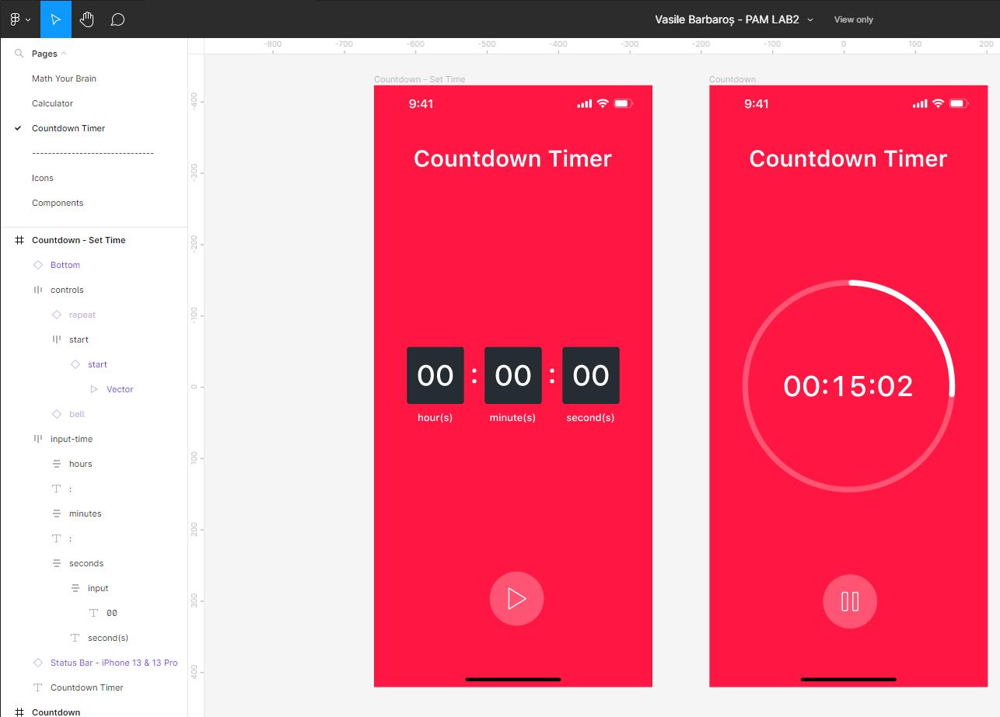 Vasile Barbaroș - PAM LAB2
View only
Pages
Math Your Brain
Calculator
Countdown Timer
-------------------------------
Icons
Components
Countdown - Set Time
Bottom
controls
repeat
start
start
Vector
bell
input-time
hours
:
minutes
:
seconds
input
00
second(s)
Status Bar - iPhone 13 & 13 Pro
Countdown Timer
Countdown
-800 -700 -600 -500 -400 -300 -200 -100 0 100 200
-400
-300
-200
-100
0
100
200
300
400
Countdown - Set Time
9:41
Countdown Timer
00 : 00 : 00
hour(s) minute(s) second(s)
Countdown
9:41
Countdown Timer
00:15:02